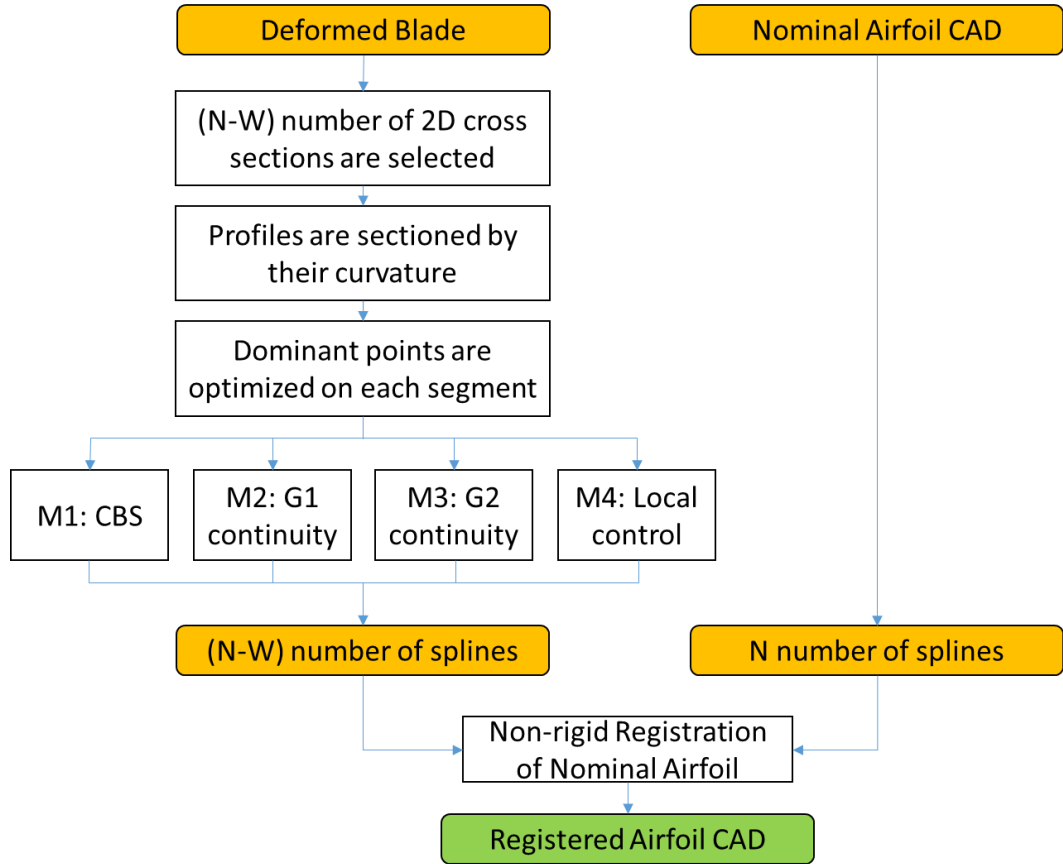 Deformed Blade
Nominal Airfoil CAD
(N-W) number of 2D cross
sections are selected
Profiles are sectioned by
their curvature
Dominant points are
optimized on each segment
M1: CBS
M2: G1
continuity
M3: G2
continuity
M4: Local
control
(N-W) number of splines
N number of splines
Non-rigid Registration
of Nominal Airfoil
Registered Airfoil CAD